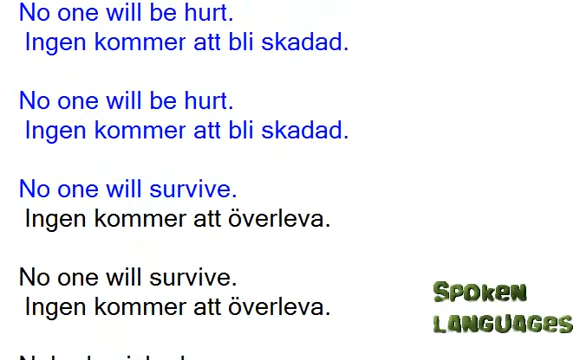 No one will be hurt.
Ingen kommer att bli skadad.
No one will be hurt.
Ingen kommer att bli skadad.
No one will survive.
Ingen kommer att överleva.
No one will survive.
Ingen kommer att överleva.
Spoken
Languages